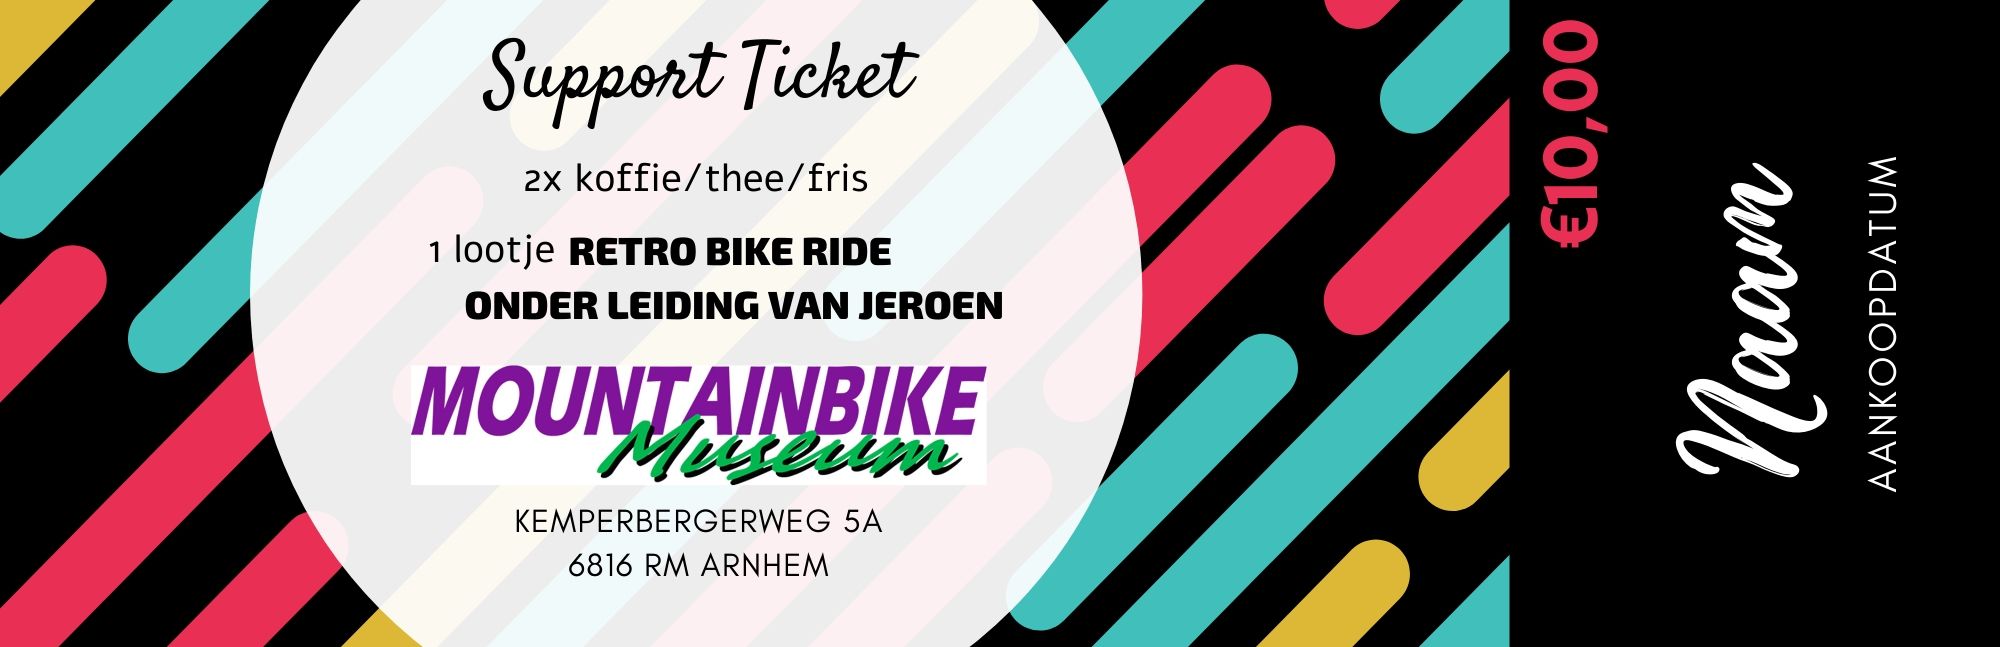 Support Ticket
2x koffie/thee/fris
1 lootje RETRO BIKE RIDE
ONDER LEIDING VAN JEROEN
MOUNTAINBIKE
Museum
KEMPERBERGERWEG 5A
6816 RM ARNHEM
€10,00
Naam
AANKOOPDATUM